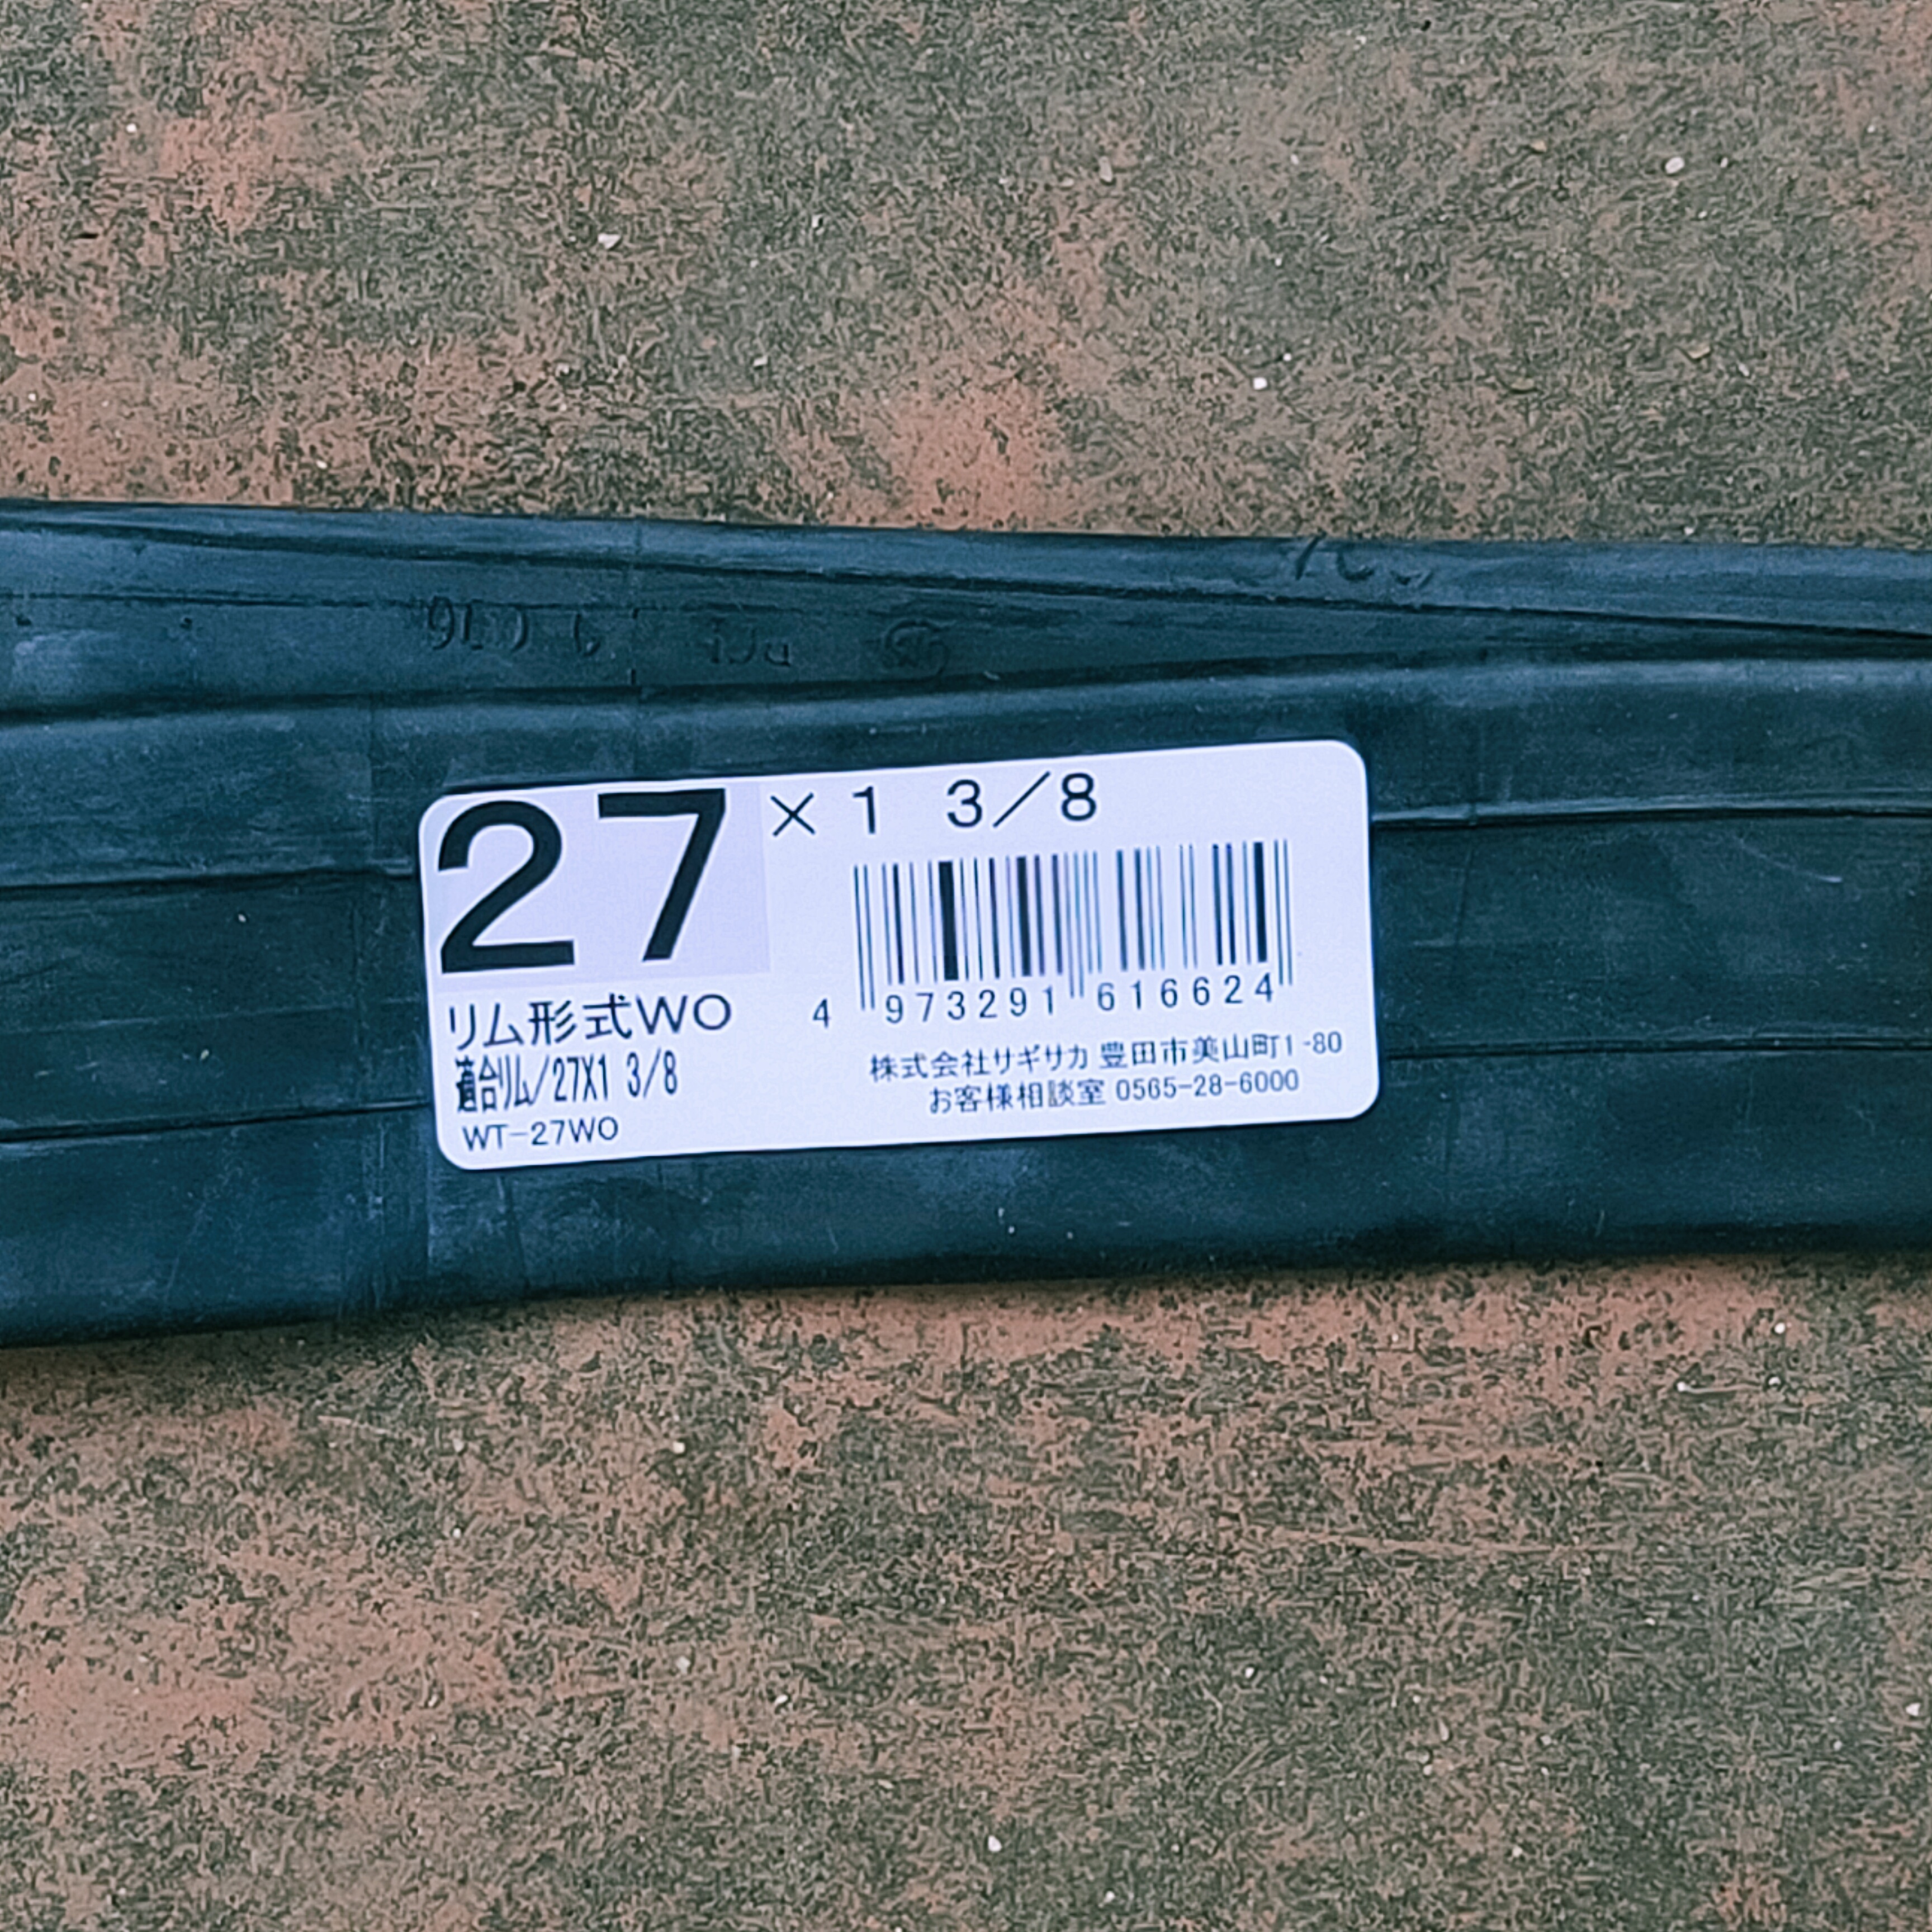 27 × 1 3／8
4 973291 616624
リム形式WO
適合リム/27X1 3/8
WT-27WO
株式会社サギサカ 豊田市美山町1-80
お客様相談室 0565-28-6000